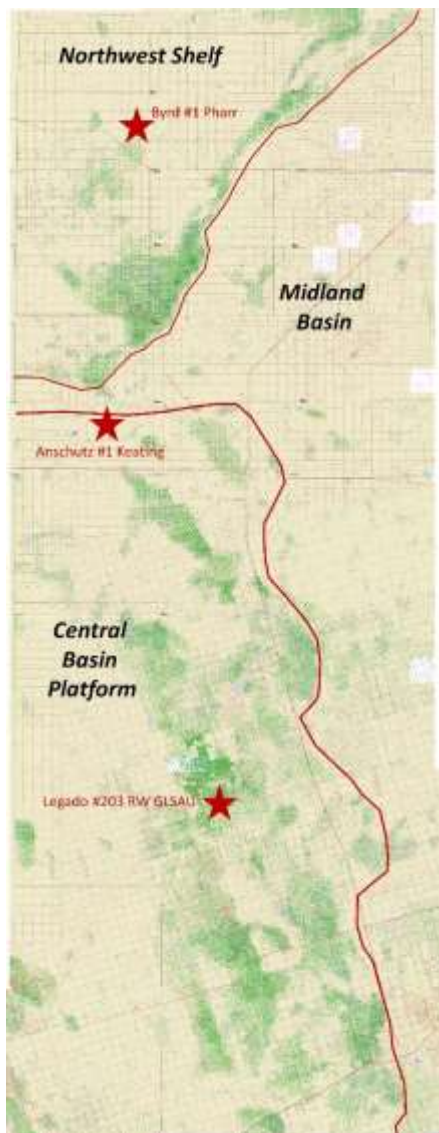 Northwest Shelf
Byrd #1 Pharr
Midland
Basin
Anschutz #1 Keating
Central
Basin
Platform
Legado #203 RW GLSAU